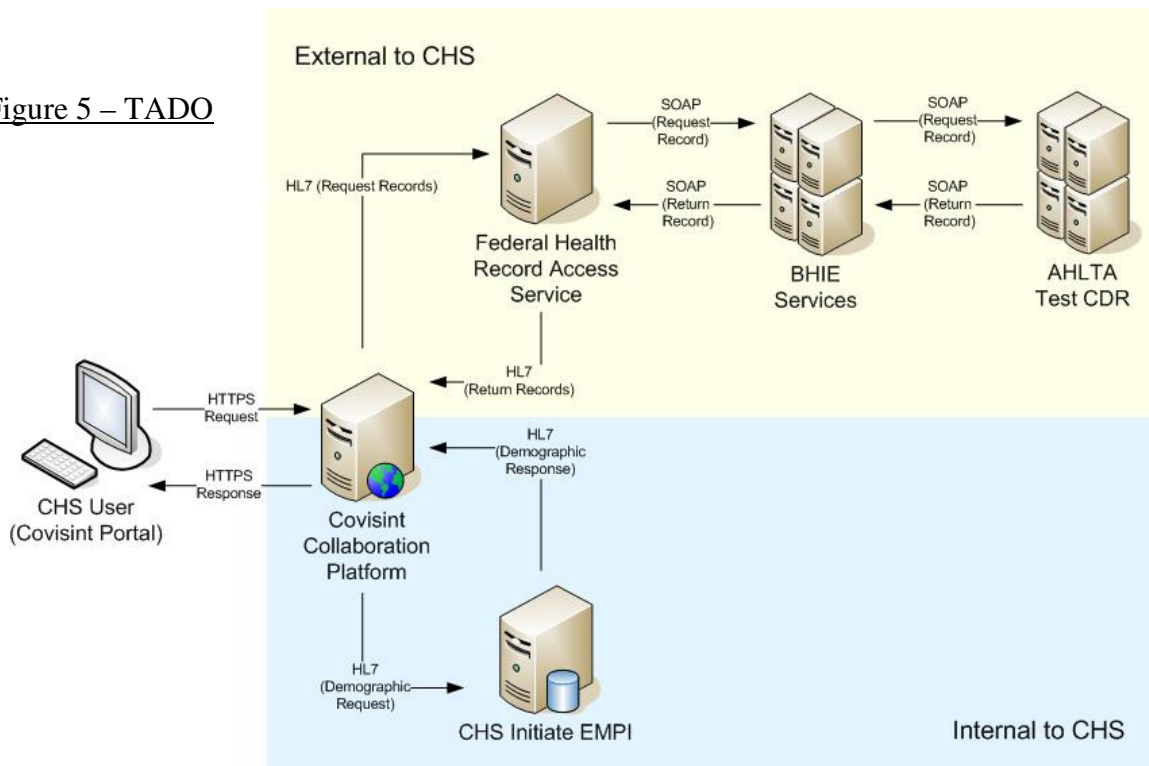 External to CHS
Figure 5 – TADO
SOAP
(Request
Record)
SOAP
(Request
Record)
HL7 (Request Records)
SOAP
(Return
Record)
SOAP
(Return
Record)
Federal Health
Record Access
Service
BHIE
Services
AHLTA
Test CDR
HL7
(Return Records)
HTTPS
Request
HL7
(Demographic
Response)
HTTPS
Response
CHS User
(Covisint Portal)
Covisint
Collaboration
Platform
HL7
(Demographic
Request)
CHS Initiate EMPI
Internal to CHS